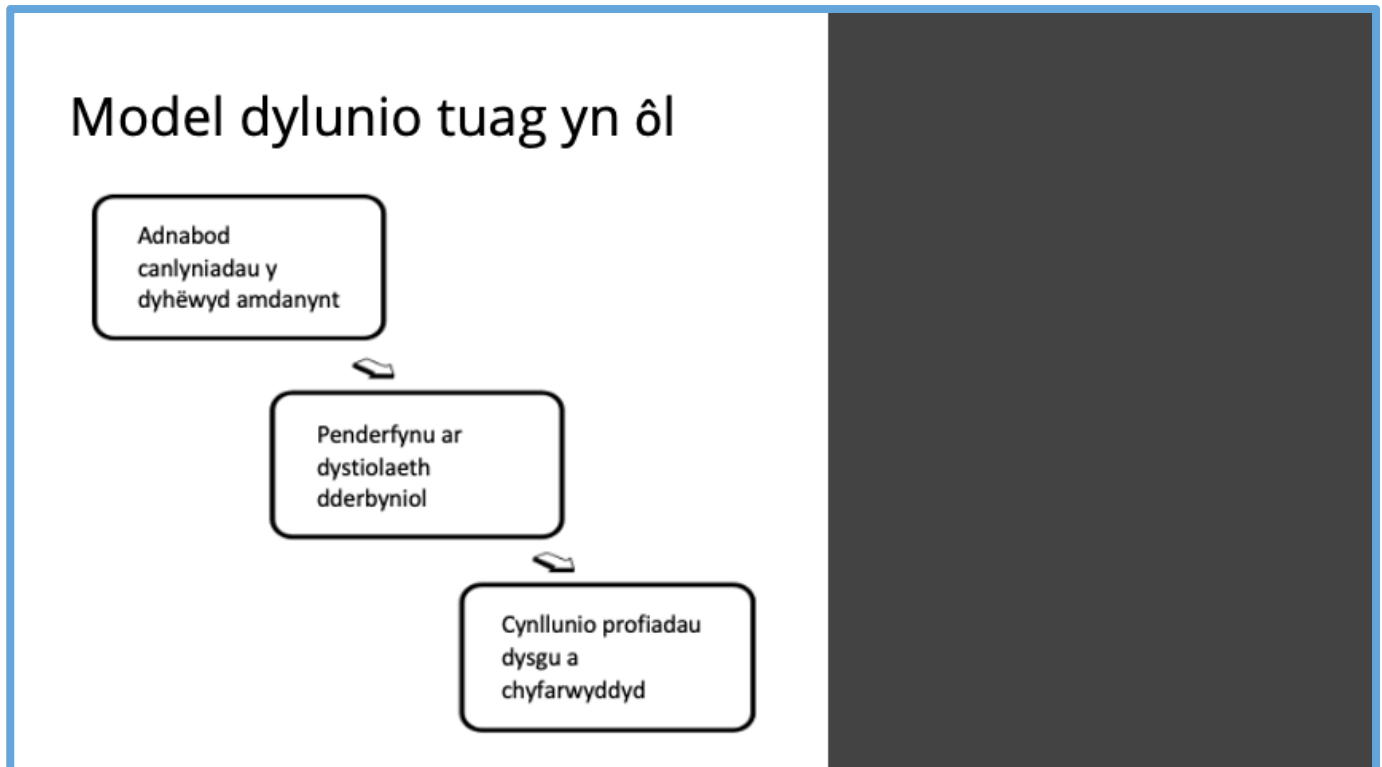 Model dylunio tuag yn ôl
Adnabod
canlyniadau y
dyhëwyd amdanynt
Penderfynu ar
dystiolaeth
dderbyniol
Cynllunio profiadau
dysgu a
chyfarwyddyd